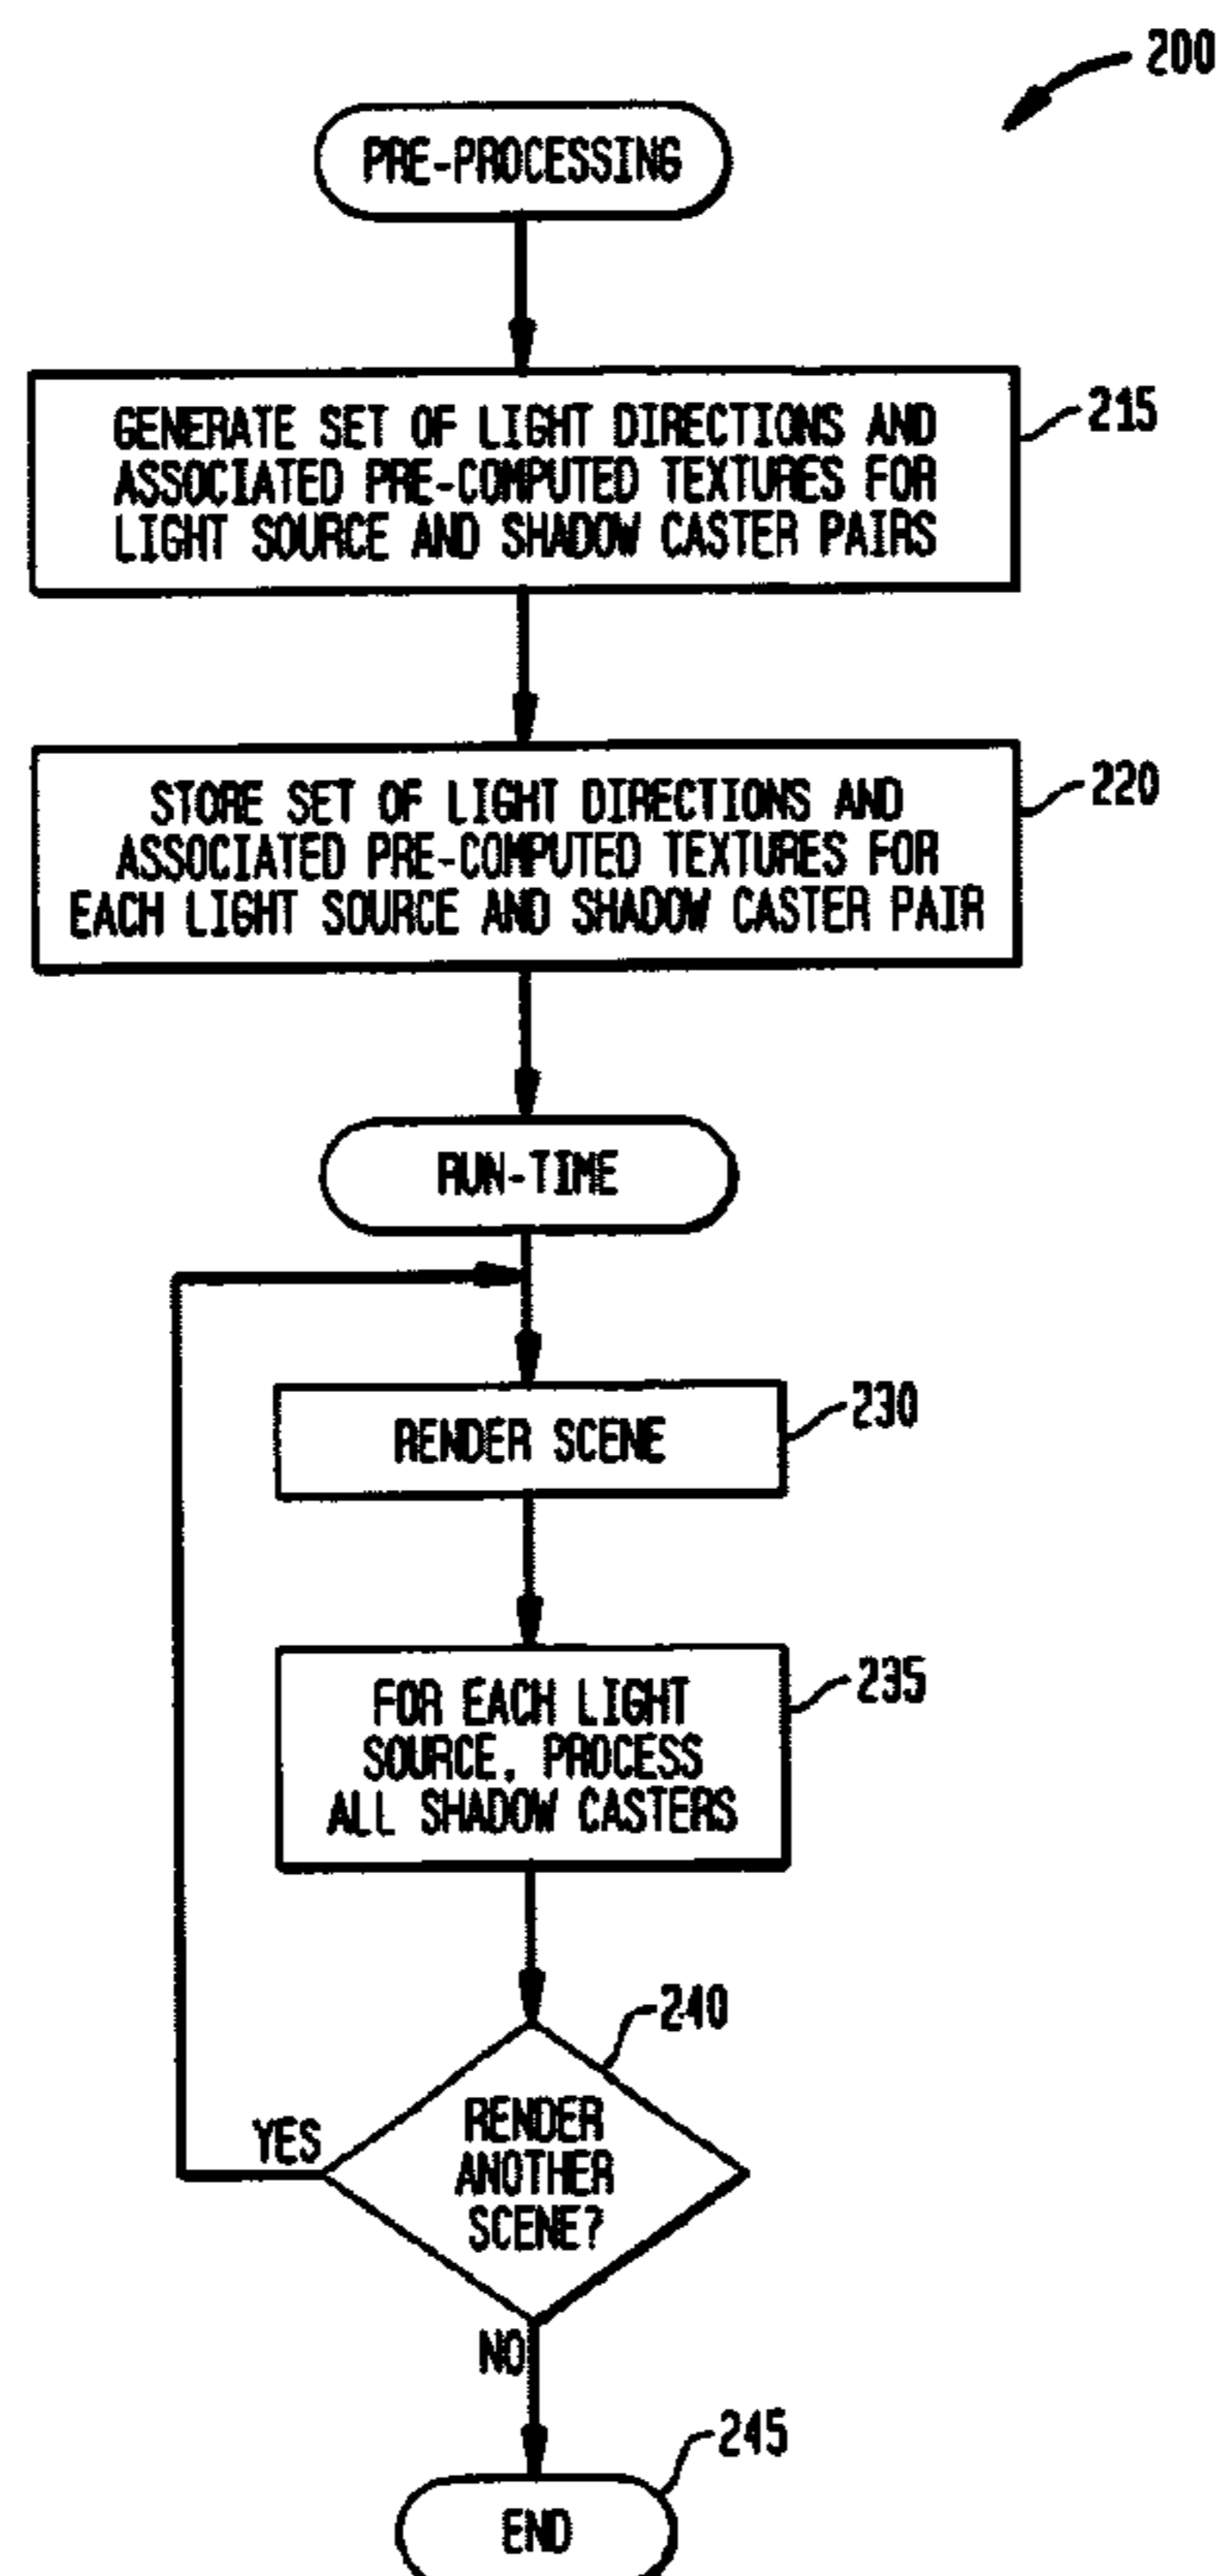 200
PRE-PROCESSING
GENERATE SET OF LIGHT DIRECTIONS AND
ASSOCIATED PRE-COMPUTED TEXTURES FOR
LIGHT SOURCE AND SHADOW CASTER PAIRS
215
STORE SET OF LIGHT DIRECTIONS AND
ASSOCIATED PRE-COMPUTED TEXTURES FOR
EACH LIGHT SOURCE AND SHADOW CASTER PAIR
220
RUN-TIME
RENDER SCENE
230
FOR EACH LIGHT
SOURCE, PROCESS
ALL SHADOW CASTERS
235
240
RENDER
ANOTHER
SCENE?
YES
NO
245
END